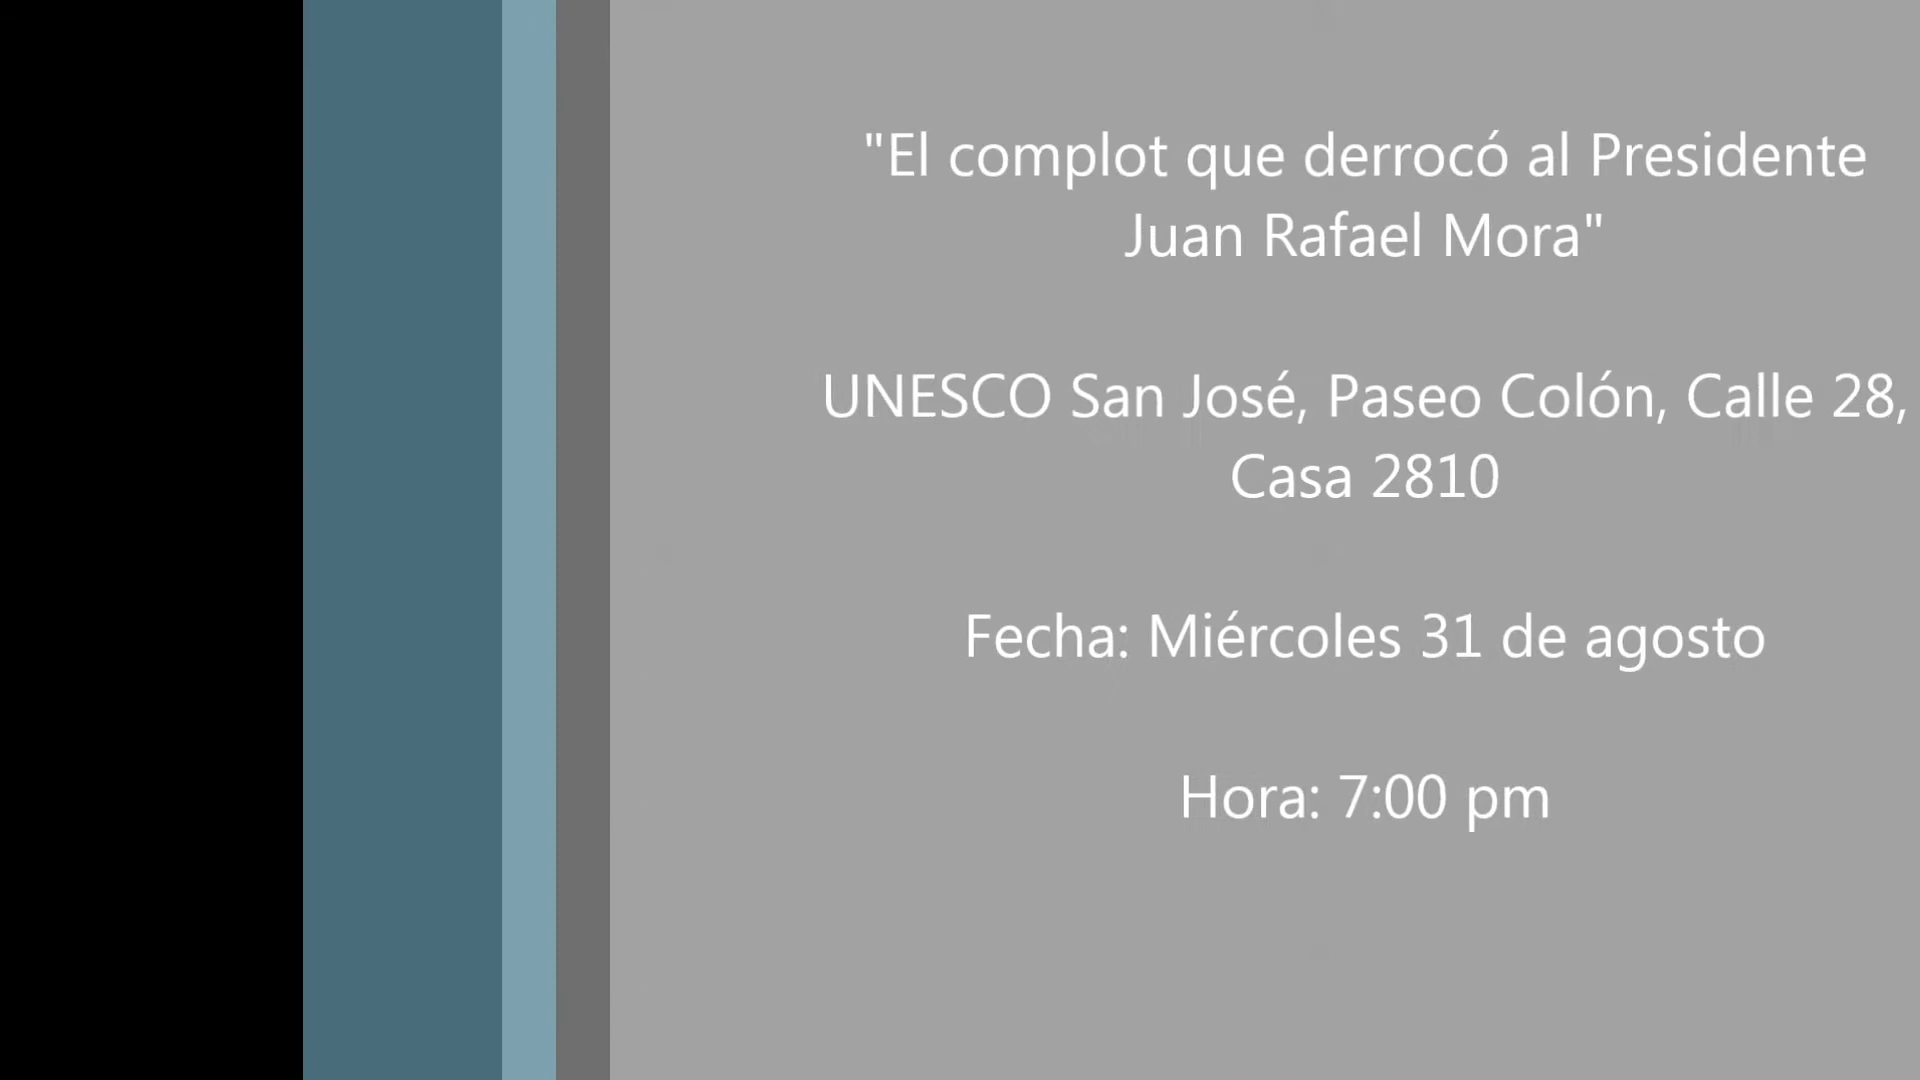 "El complot que derrocó al Presidente
Juan Rafael Mora"
UNESCO San José, Paseo Colón, Calle 28,
Casa 2810
Fecha: Miércoles 31 de agosto
Hora: 7:00 pm